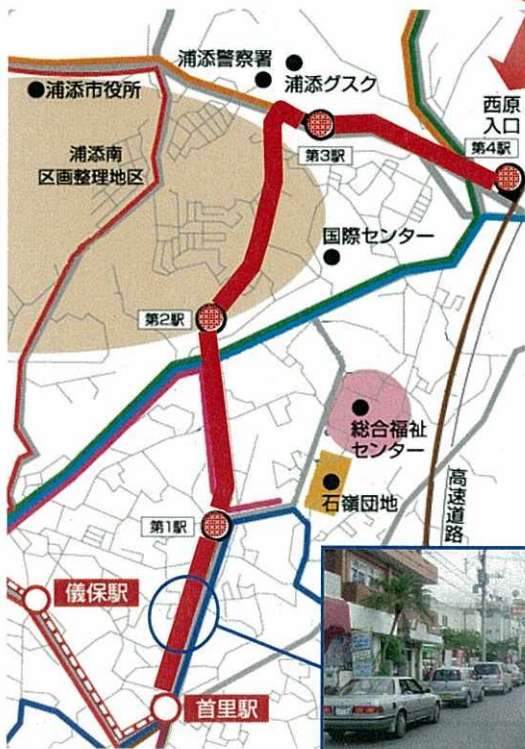 浦添警察署
浦添グスク
浦添市役所
西原
入口
第3駅
第4駅
浦添南
区画整理地区
国際センター
第2駅
総合福祉
センター
石嶺団地
高速道路
第1駅
儀保駅
首里駅